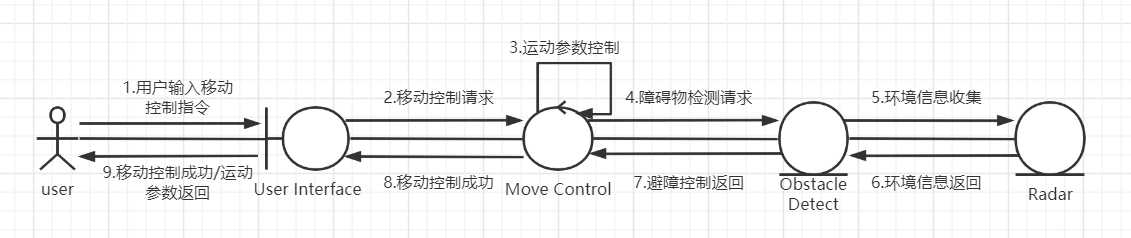 3.运动参数控制
1.用户输入移动
控制指令
2.移动控制请求
4.障碍物检测请求
5.环境信息收集
9.移动控制成功/运动
参数返回
8.移动控制成功
7.避障控制返回
6.环境信息返回
user
User Interface
Move Control
Obstacle
Detect
Radar